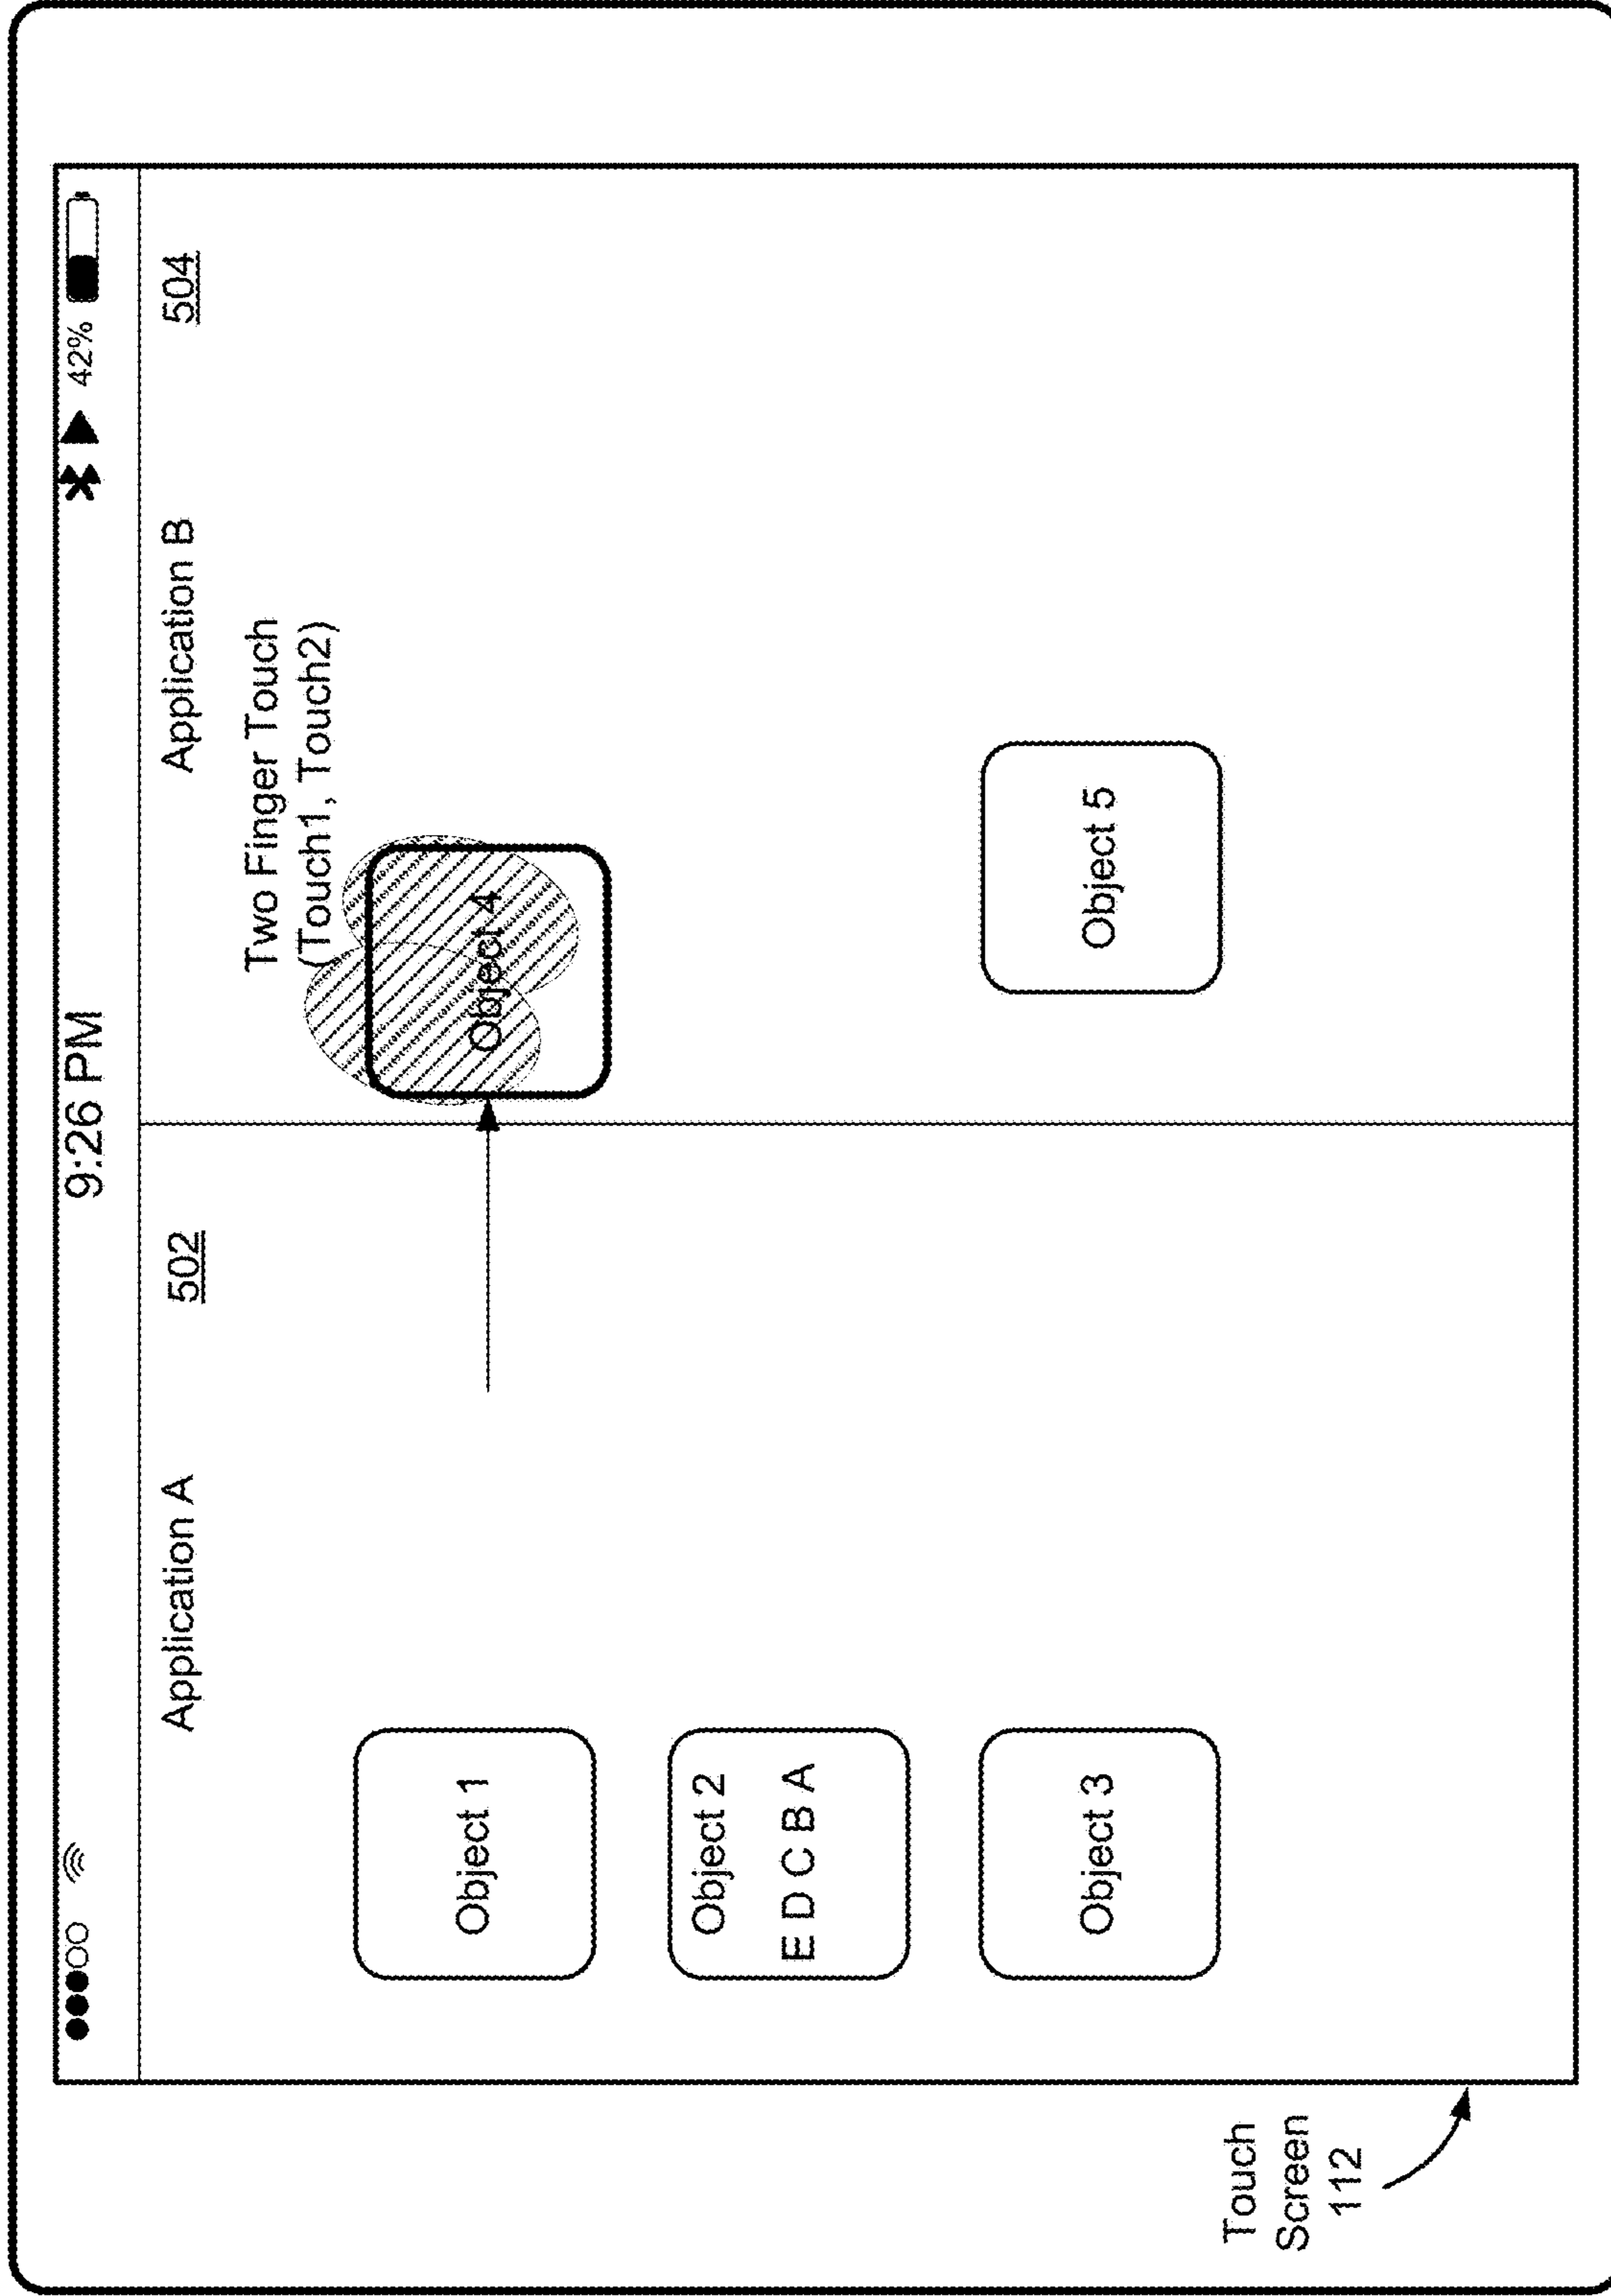 9:26 PM
42%
Application A
502
Application B
504
Two Finger Touch
(Touch1, Touch2)
Object 1
Object 4
Object 2
E D C B A
Object 3
Object 5
Touch
Screen
112